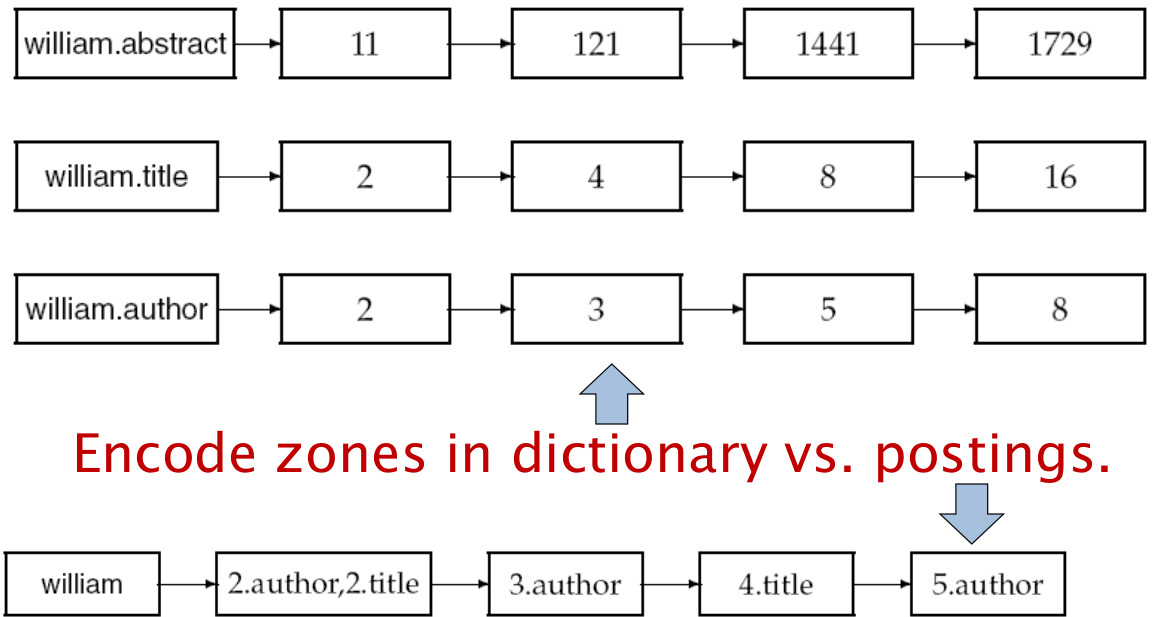 william.abstract 11 121 1441 1729
william.title 2 4 8 16
william.author 2 3 5 8
Encode zones in dictionary vs. postings.
william 2.author,2.title 3.author 4.title 5.author